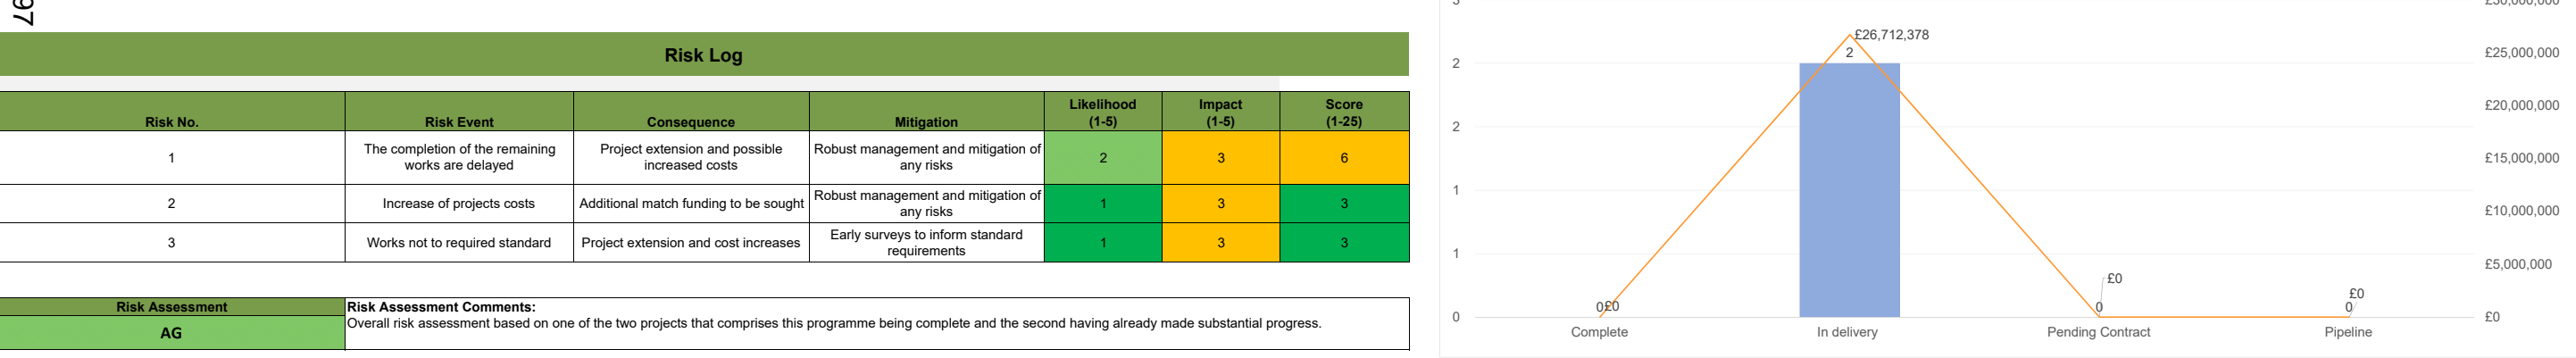 97
Risk Log
Risk No.
Risk Event
Consequence
Mitigation
Likelihood
(1-5)
Impact
(1-5)
Score
(1-25)
1
The completion of the remaining
works are delayed
Project extension and possible
increased costs
Robust management and mitigation of
any risks
2
3
6
2
Increase of projects costs
Additional match funding to be sought
Robust management and mitigation of
any risks
1
3
3
3
Works not to required standard
Project extension and cost increases
Early surveys to inform standard
requirements
1
3
3
Risk Assessment
AG
Risk Assessment Comments:
Overall risk assessment based on one of the two projects that comprises this programme being complete and the second having already made substantial progress.
3
2
2
1
1
0
£30,000,000
£25,000,000
£20,000,000
£15,000,000
£10,000,000
£5,000,000
£0
£26,712,378
2
0
£0
£0
0
£0
0
Complete
In delivery
Pending Contract
Pipeline